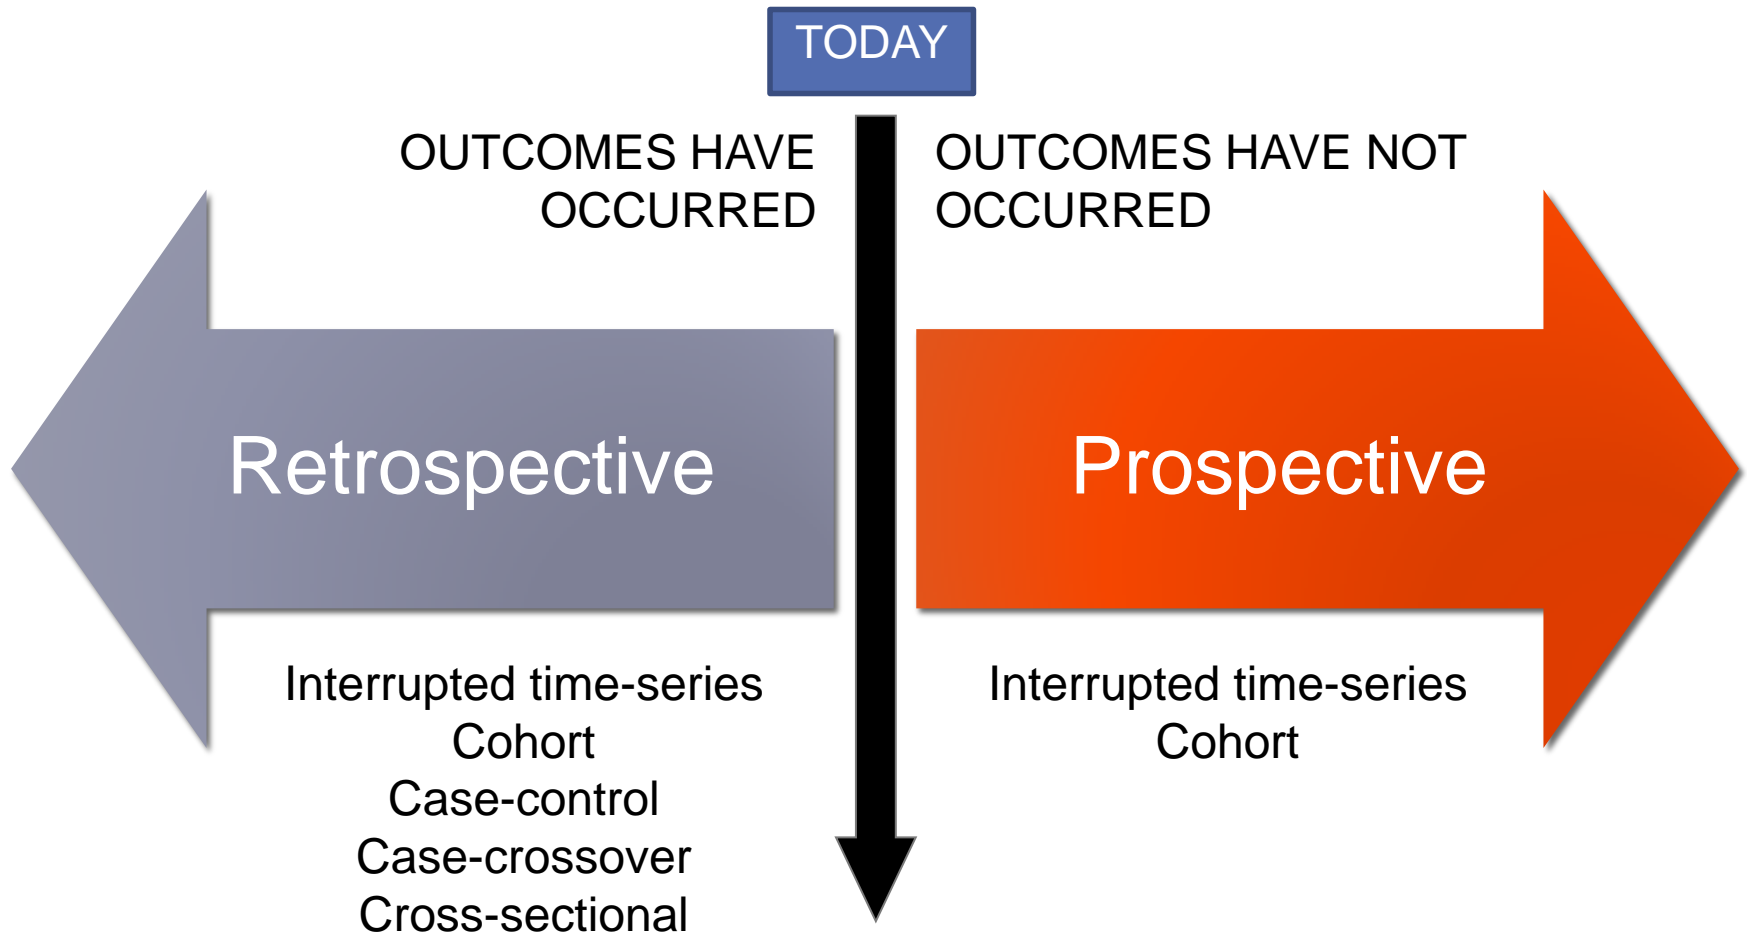 TODAY
OUTCOMES HAVE
OCCURRED
OUTCOMES HAVE NOT
OCCURRED
Retrospective
Prospective
Interrupted time-series
Cohort
Case-control
Case-crossover
Cross-sectional
Interrupted time-series
Cohort